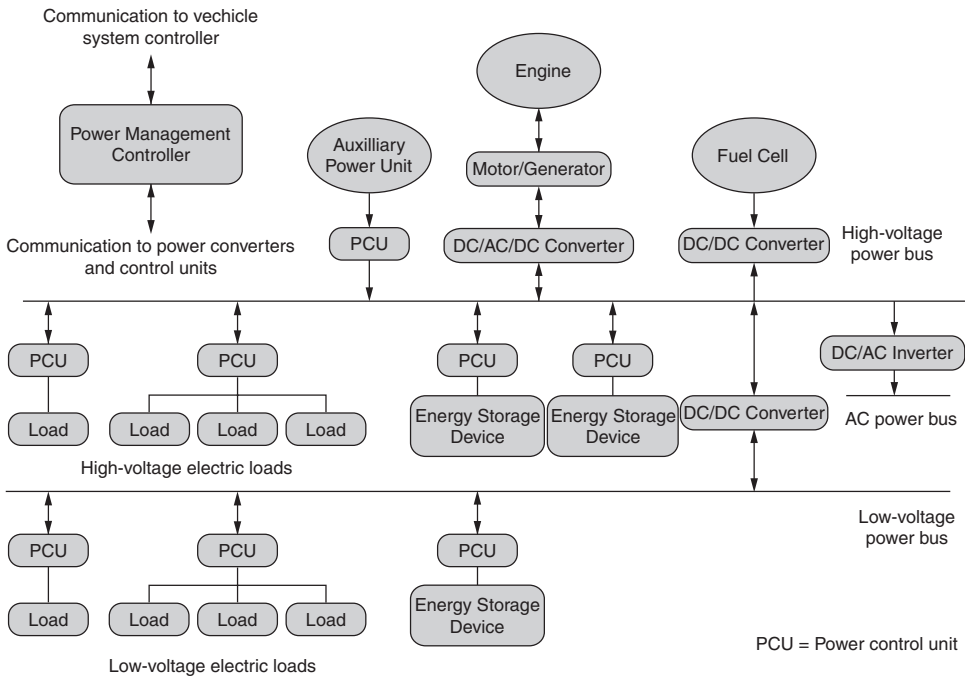 Communication to vechicle
system controller
Power Management
Controller
Communication to power converters
and control units
Auxilliary
Power Unit
PCU
Engine
Motor/Generator
DC/AC/DC Converter
Fuel Cell
DC/DC Converter
High-voltage
power bus
PCU
Load
PCU
Load
Load
Load
High-voltage electric loads
PCU
Energy Storage
Device
PCU
Energy Storage
Device
DC/DC Converter
DC/AC Inverter
AC power bus
Low-voltage
power bus
PCU
Load
PCU
Load
Load
Load
Low-voltage electric loads
PCU
Energy Storage
Device
PCU = Power control unit